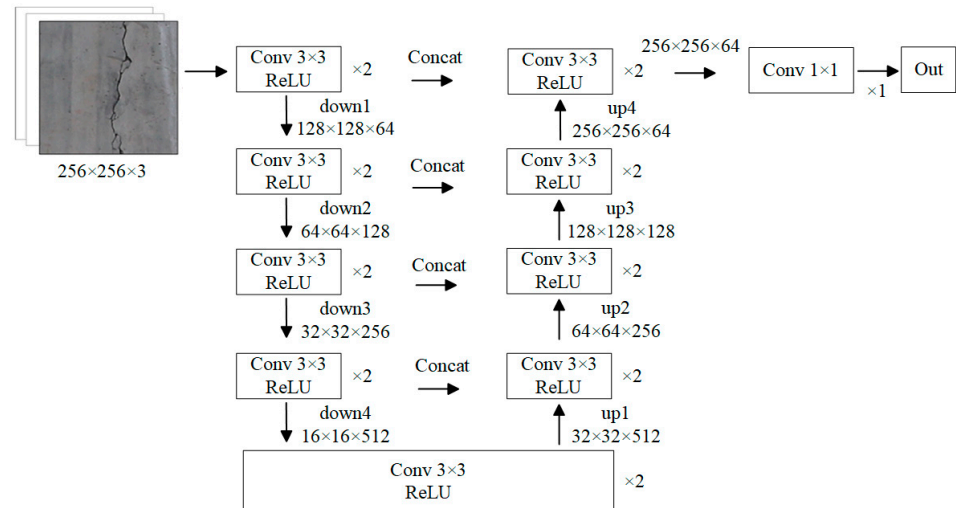 256×256×3
Conv 3×3
ReLU
×2
Concat
Conv 3×3
ReLU
×2
256×256×64
Conv 1×1
×1
Out
down1
128×128×64
up4
256×256×64
Conv 3×3
ReLU
×2
Concat
Conv 3×3
ReLU
×2
down2
64×64×128
up3
128×128×128
Conv 3×3
ReLU
×2
Concat
Conv 3×3
ReLU
×2
down3
32×32×256
up2
64×64×256
Conv 3×3
ReLU
×2
Concat
Conv 3×3
ReLU
×2
down4
16×16×512
up1
32×32×512
Conv 3×3
ReLU
×2